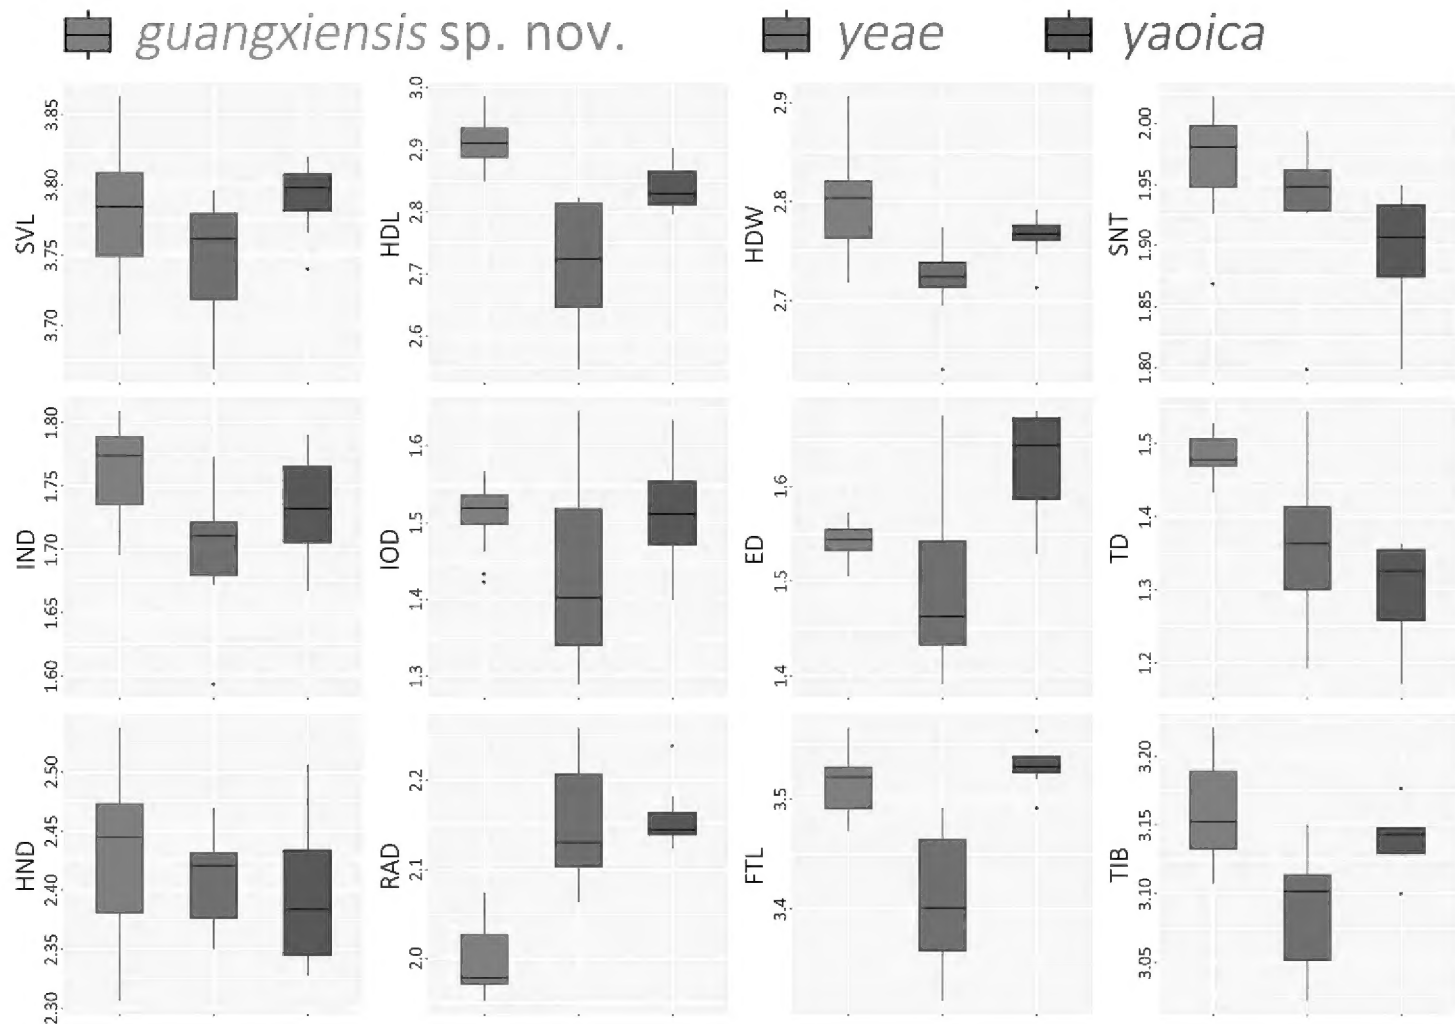 guangxiensis sp. nov. yeae yaoica
SVL 3.70 3.75 3.80 3.85
HDL 2.6 2.7 2.8 2.9 3.0
HDW 2.7 2.8 2.9
SNT 1.80 1.85 1.90 1.95 2.00
IND 1.60 1.65 1.70 1.75 1.80
IOD 1.3 1.4 1.5 1.6
ED 1.4 1.5 1.6
TD 1.2 1.3 1.4 1.5
HND 2.30 2.35 2.40 2.45 2.50
RAD 2.0 2.1 2.2
FTL 3.4 3.5
TIB 3.05 3.10 3.15 3.20